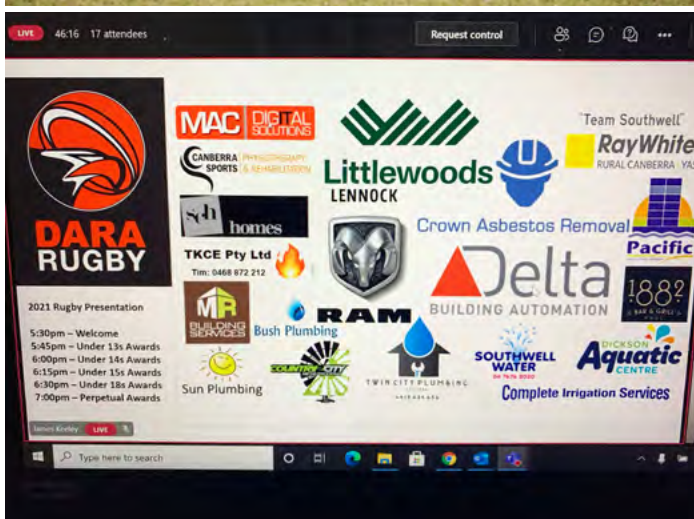 LIVE 46:16 17 attendees
Request control
DARA
RUGBY
2021 Rugby Presentation
5:30pm – Welcome
5:45pm – Under 13s Awards
6:00pm – Under 14s Awards
6:15pm – Under 15s Awards
6:30pm – Under 18s Awards
7:00pm – Perpetual Awards
James Keeley LIVE
MAC DIGITAL
SOLUTIONS
CANBERRA PHYSIOTHERAPY
SPORTS & REHABILITATION
homes
TKCE Pty Ltd
Tim: 0468 872 212
MR
BUILDING
SERVICES
Bush Plumbing
Sun Plumbing
COUNTRY CITY
Littlewoods
LENNOCK
RAM
TWIN CITY PLUMBING
"Team Southwell"
RayWhite
RURAL CANBERRA YAS
Crown Asbestos Removal
Pacific
Delta
BUILDING AUTOMATION
1882
BAR & GRILL
SOUTHWELL
WATER
DICKSON
Aquatic
CENTRE
Complete Irrigation Services
Type here to search